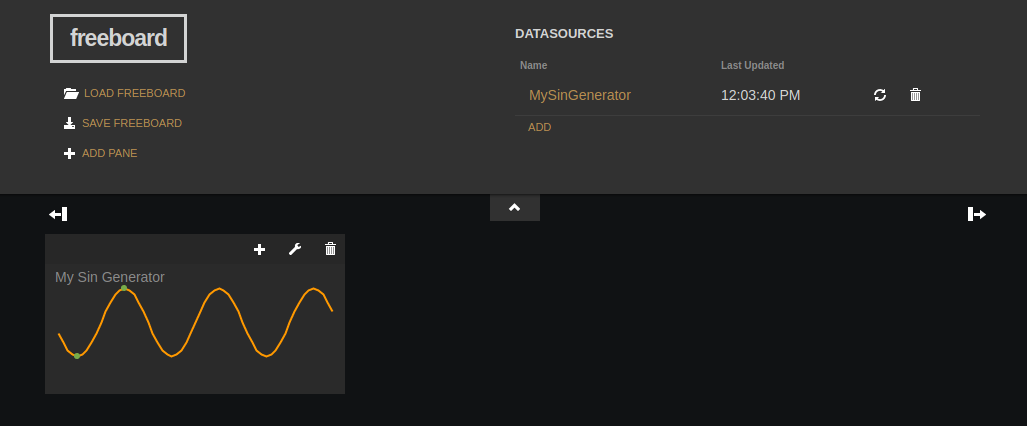 freeboard
LOAD FREEBOARD
SAVE FREEBOARD
ADD PANE
DATASOURCES
Name Last Updated
MySinGenerator 12:03:40 PM
ADD
My Sin Generator